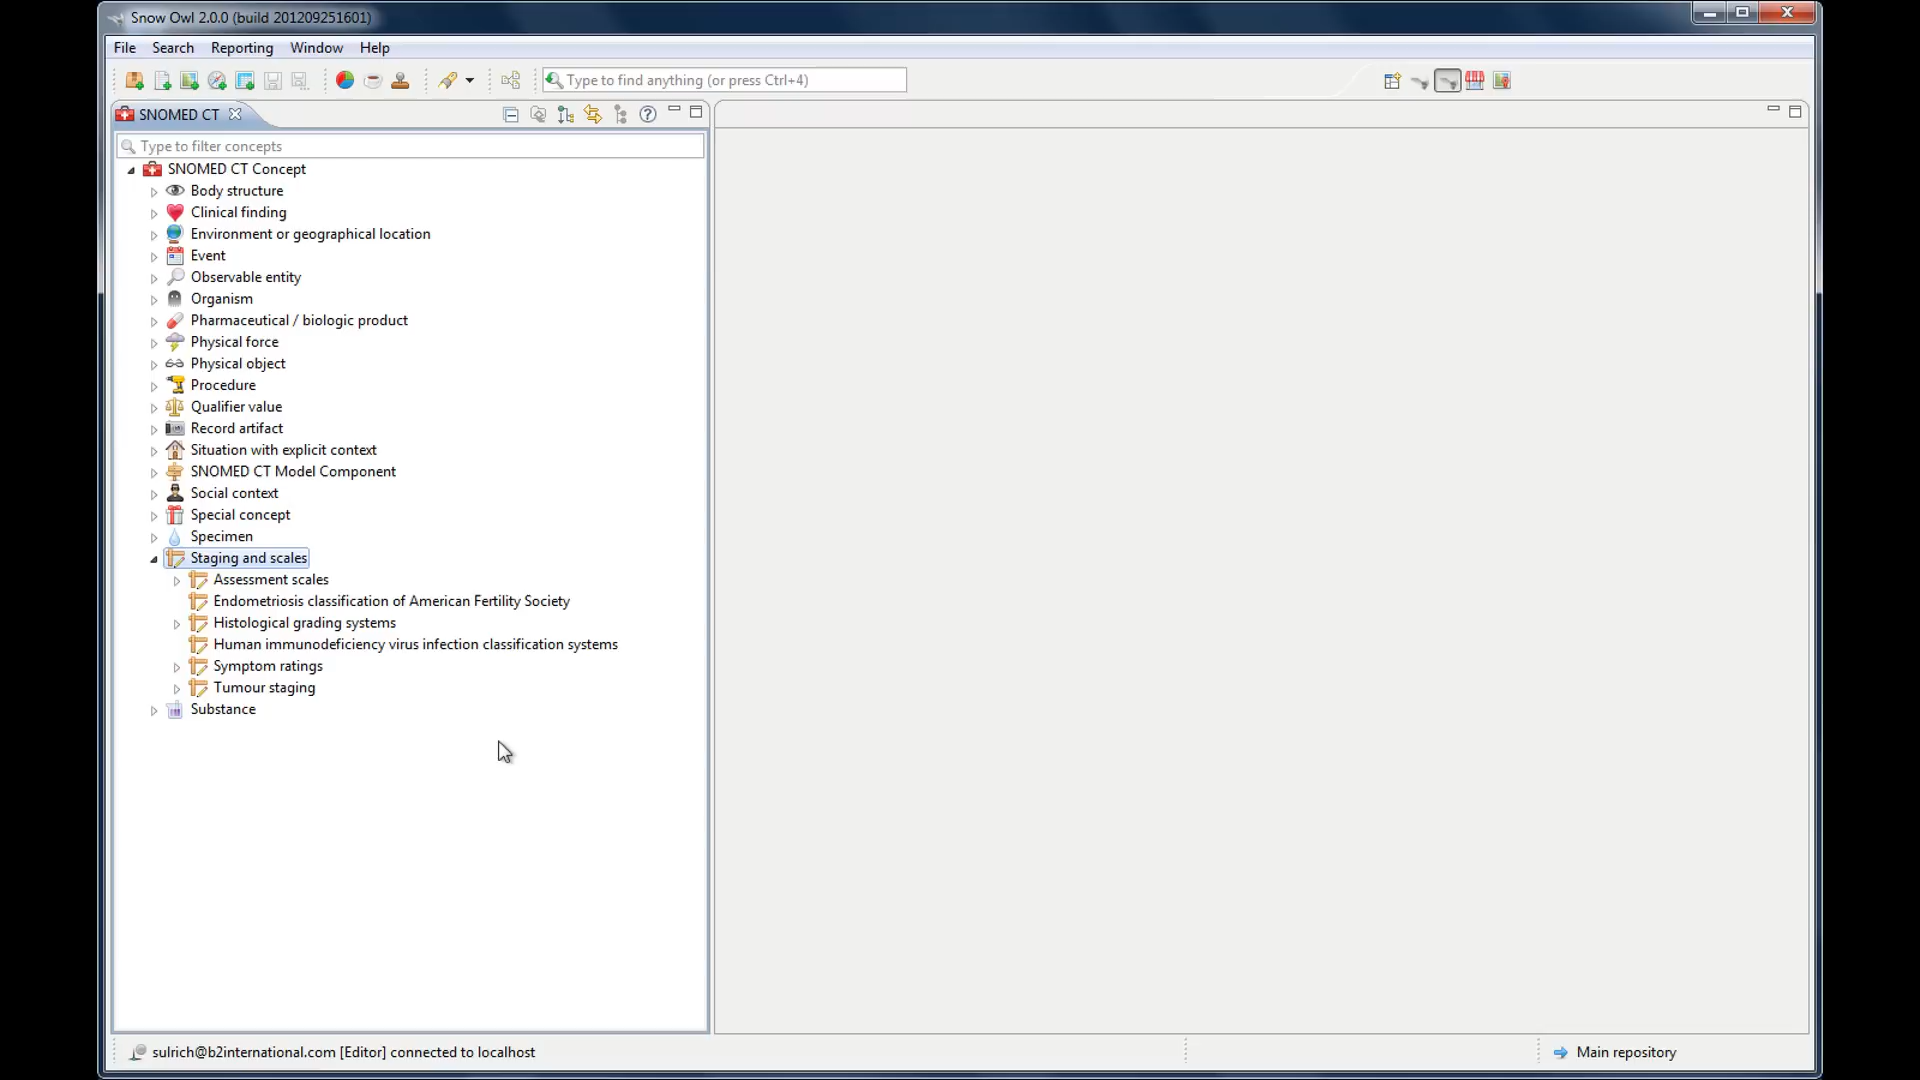 Snow Owl 2.0.0 (build 201209251601)
File Search Reporting Window Help
Type to find anything (or press Ctrl+4)
SNOMED CT
Type to filter concepts
SNOMED CT Concept
Body structure
Clinical finding
Environment or geographical location
Event
Observable entity
Organism
Pharmaceutical / biologic product
Physical force
Physical object
Procedure
Qualifier value
Record artifact
Situation with explicit context
SNOMED CT Model Component
Social context
Special concept
Specimen
Staging and scales
Assessment scales
Endometriosis classification of American Fertility Society
Histological grading systems
Human immunodeficiency virus infection classification systems
Symptom ratings
Tumour staging
Substance
sulrich@b2international.com [Editor] connected to localhost
Main repository